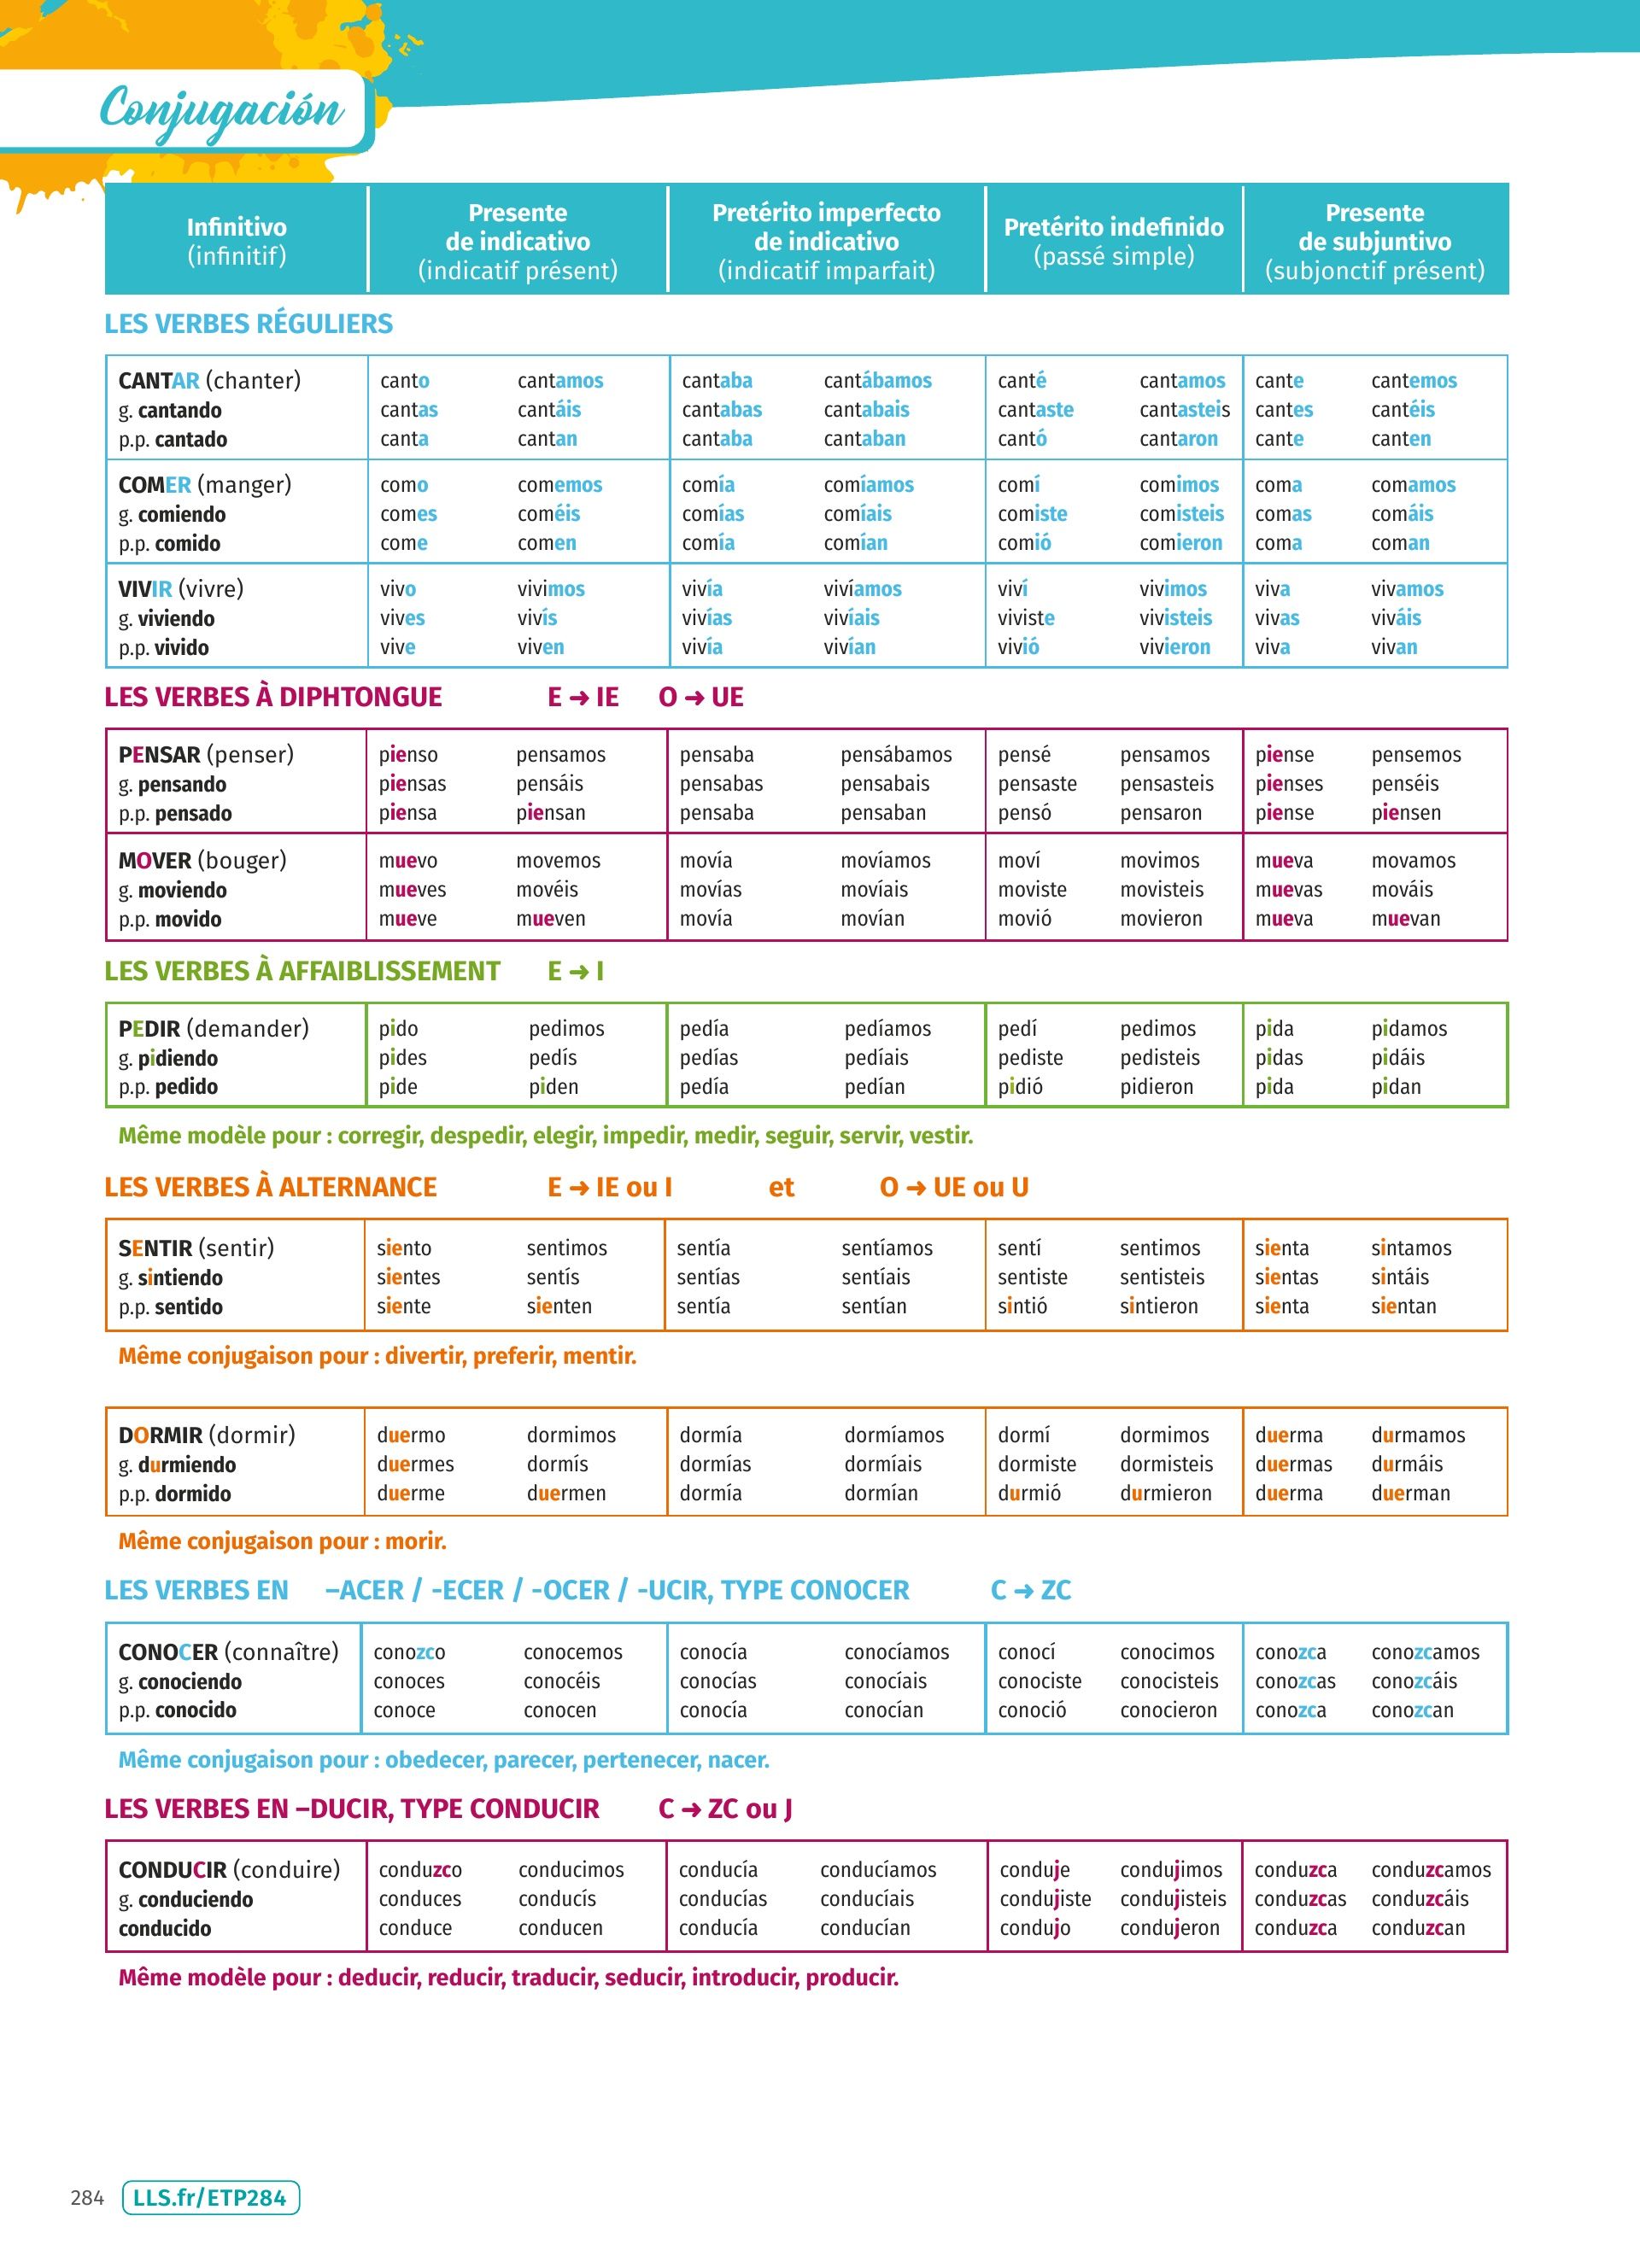 Conjugación
Infinitivo (infinitif) Presente de indicativo (indicatif présent) Pretérito imperfecto de indicativo (indicatif imparfait) Pretérito indefinido (passé simple) Presente de subjuntivo (subjonctif présent)
LES VERBES RÉGULIERS
CANTAR (chanter) canto cantamos cantaba cantábamos canté cantamos cante cantemos
g. cantando cantas cantáis cantabas cantabais cantaste cantasteis cantes cantéis
p.p. cantado canta cantan cantaba cantaban cantó cantaron cante canten
COMER (manger) como comemos comía comíamos comí comimos coma comamos
g. comiendo comes coméis comías comíais comiste comisteis comas comáis
p.p. comido come comen comía comían comió comieron coma coman
VIVIR (vivre) vivo vivimos vivía vivíamos viví vivimos viva vivamos
g. viviendo vives vivís vivías vivíais viviste vivisteis vivas viváis
p.p. vivido vive viven vivía vivían vivió vivieron viva vivan
LES VERBES À DIPHTONGUE E ➜ IE O ➜ UE
PENSAR (penser) pienso pensamos pensaba pensábamos pensé pensamos piense pensemos
g. pensando piensas pensáis pensabas pensabais pensaste pensasteis pienses penséis
p.p. pensado piensa piensan pensaba pensaban pensó pensaron piense piensen
MOVER (bouger) muevo movemos movía movíamos moví movimos mueva movamos
g. moviendo mueves movéis movías movíais moviste movisteis muevas mováis
p.p. movido mueve mueven movía movían movió movieron mueva muevan
LES VERBES À AFFAIBLISSEMENT E ➜ I
PEDIR (demander) pido pedimos pedía pedíamos pedí pedimos pida pidamos
g. pidiendo pides pedís pedías pedíais pediste pedisteis pidas pidáis
p.p. pedido pide piden pedía pedían pidió pidieron pida pidan
Même modèle pour : corregir, despedir, elegir, impedir, medir, seguir, servir, vestir.
LES VERBES À ALTERNANCE E ➜ IE ou I et O ➜ UE ou U
SENTIR (sentir) siento sentimos sentía sentíamos sentí sentimos sienta sintamos
g. sintiendo sientes sentís sentías sentíais sentiste sentisteis sientas sintáis
p.p. sentido siente sienten sentía sentían sintió sintieron sienta sientan
Même conjugaison pour : divertir, preferir, mentir.
DORMIR (dormir) duermo dormimos dormía dormíamos dormí dormimos duerma durmamos
g. durmiendo duermes dormís dormías dormíais dormiste dormisteis duermas durmáis
p.p. dormido duerme duermen dormía dormían durmió durmieron duerma duerman
Même conjugaison pour : morir.
LES VERBES EN –ACER / -ECER / -OCER / -UCIR, TYPE CONOCER C ➜ ZC
CONOCER (connaître) conozco conocemos conocía conocíamos conocí conocimos conozca conozcamos
g. conociendo conoces conocéis conocías conocíais conociste conocisteis conozcas conozcáis
p.p. conocido conoce conocen conocía conocían conoció conocieron conozca conozcan
Même conjugaison pour : obedecer, parecer, pertenecer, nacer.
LES VERBES EN –DUCIR, TYPE CONDUCIR C ➜ ZC ou J
CONDUCIR (conduire) conduzco conducimos conducía conducíamos conduje condujimos conduzca conduzcamos
g. conduciendo conduces conducís conducías conducíais condujiste condujisteis conduzcas conduzcáis
conducido conduce conducen conducía conducían condujo condujeron conduzca conduzcan
Même modèle pour : deducir, reducir, traducir, seducir, introducir, producir.
284 LLS.fr/ETP284